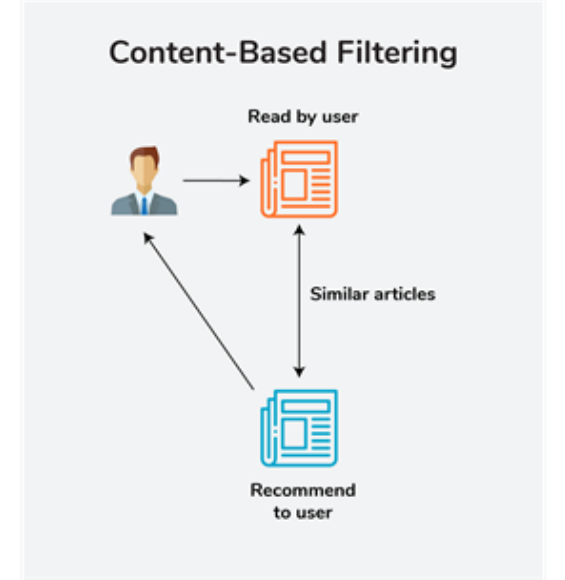 Content-Based Filtering
Read by user
Similar articles
Recommend
to user